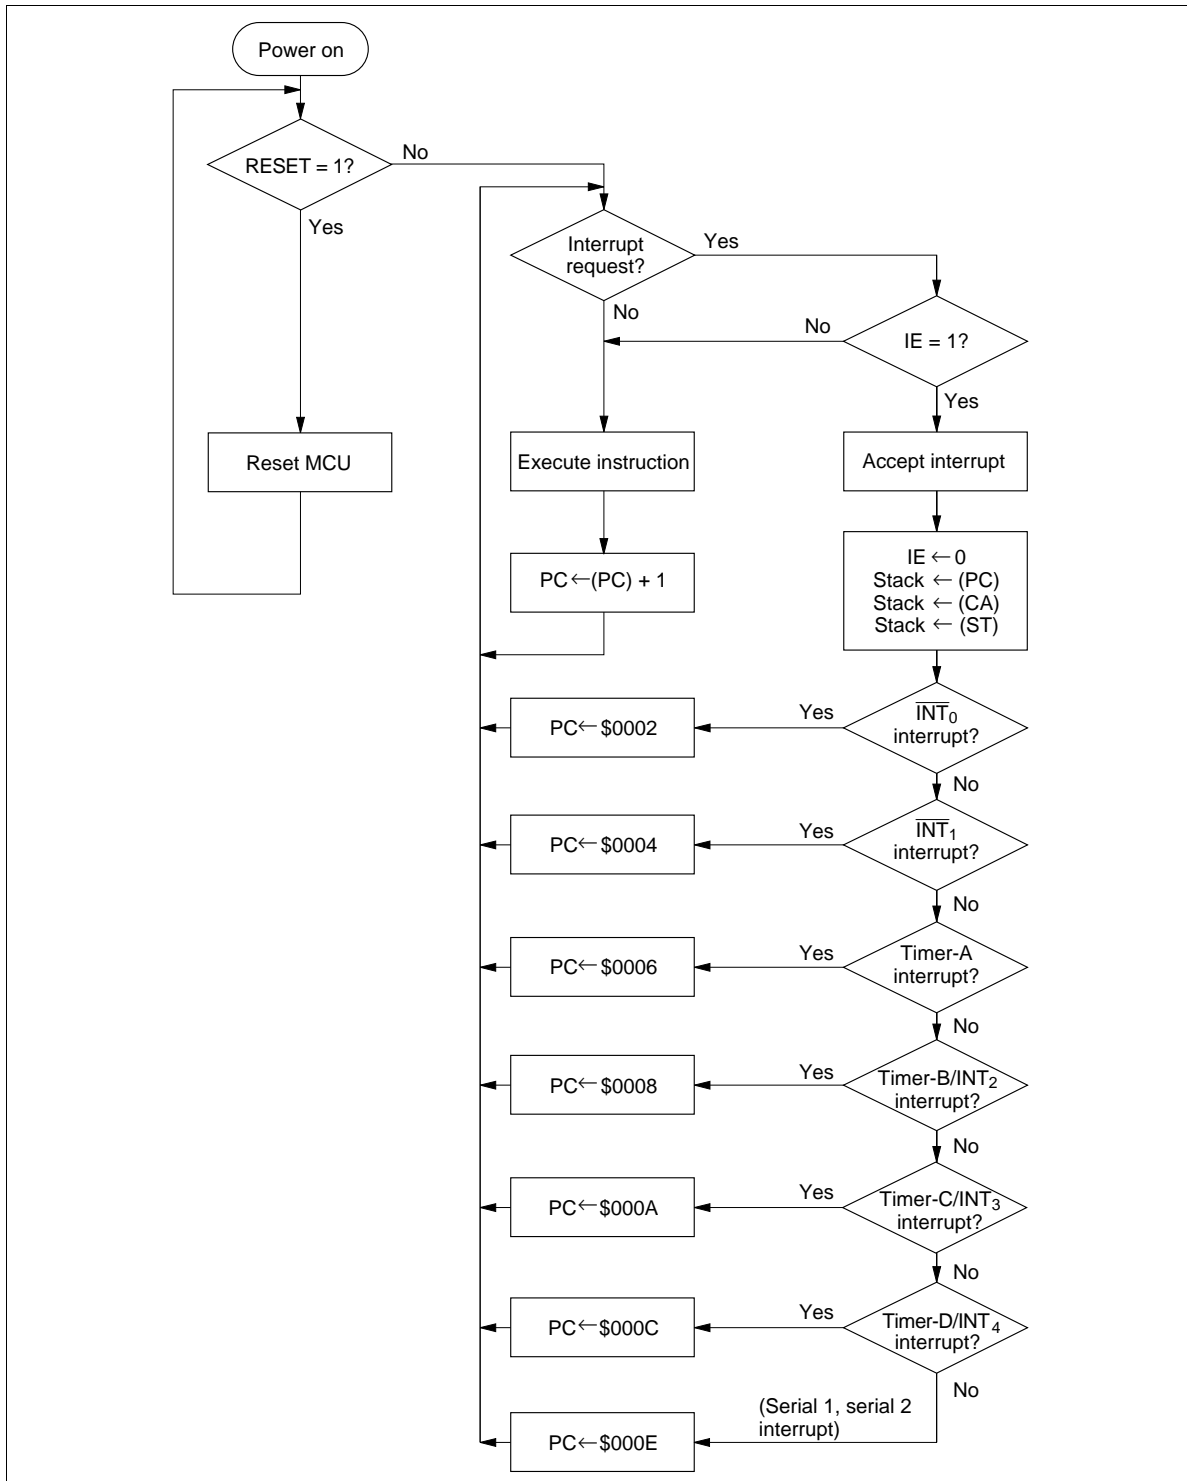 Power on
RESET = 1?
No
Yes
Interrupt
request?
Yes
No
No
IE = 1?
Yes
Reset MCU
Execute instruction
Accept interrupt
PC←(PC) + 1
IE ← 0
Stack ← (PC)
Stack ← (CA)
Stack ← (ST)
PC← $0002
Yes
I̅N̅T̅₀
interrupt?
No
PC← $0004
Yes
I̅N̅T̅₁
interrupt?
No
PC← $0006
Yes
Timer-A
interrupt?
No
PC← $0008
Yes
Timer-B/INT₂
interrupt?
No
PC← $000A
Yes
Timer-C/INT₃
interrupt?
No
PC← $000C
Yes
Timer-D/INT₄
interrupt?
No
(Serial 1, serial 2
interrupt)
PC← $000E